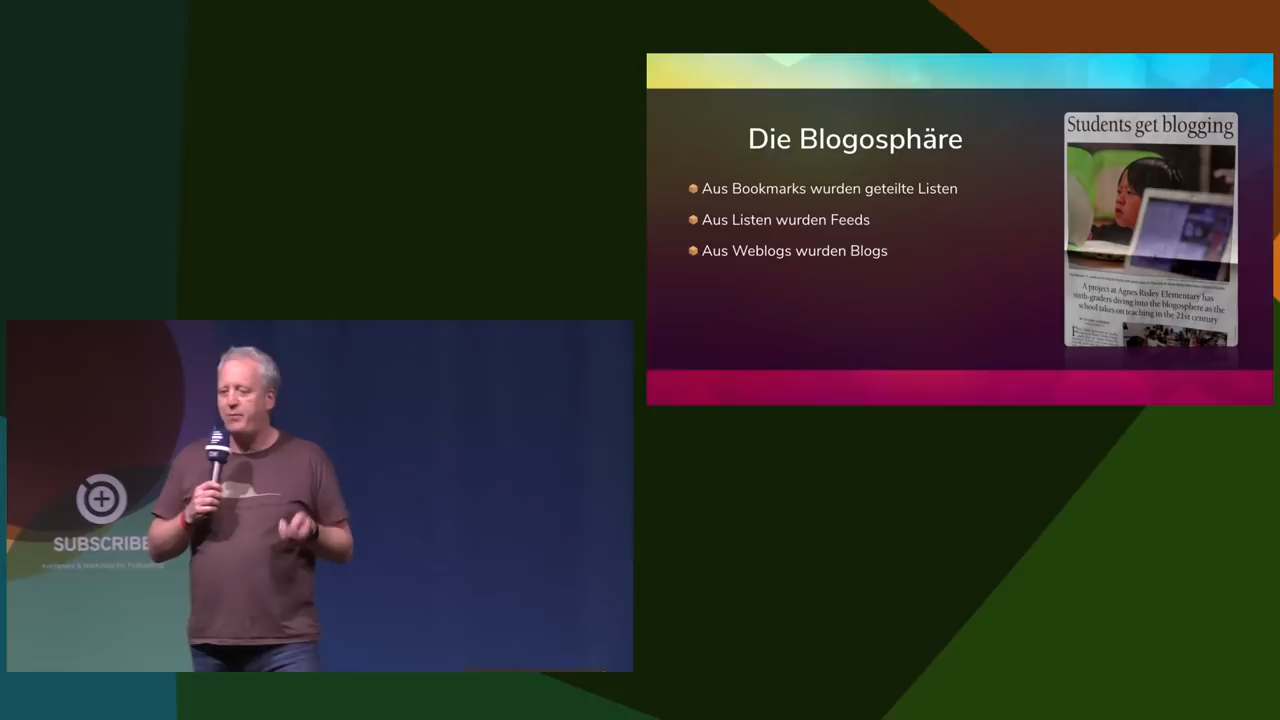 Die Blogosphäre
Aus Bookmarks wurden geteilte Listen
Aus Listen wurden Feeds
Aus Weblogs wurden Blogs
Students get blogging
A project at Agnes Risley Elementary has
sixth-graders diving into the blogosphere as the
school takes on teaching in the 21st century
SUBSCRIBE